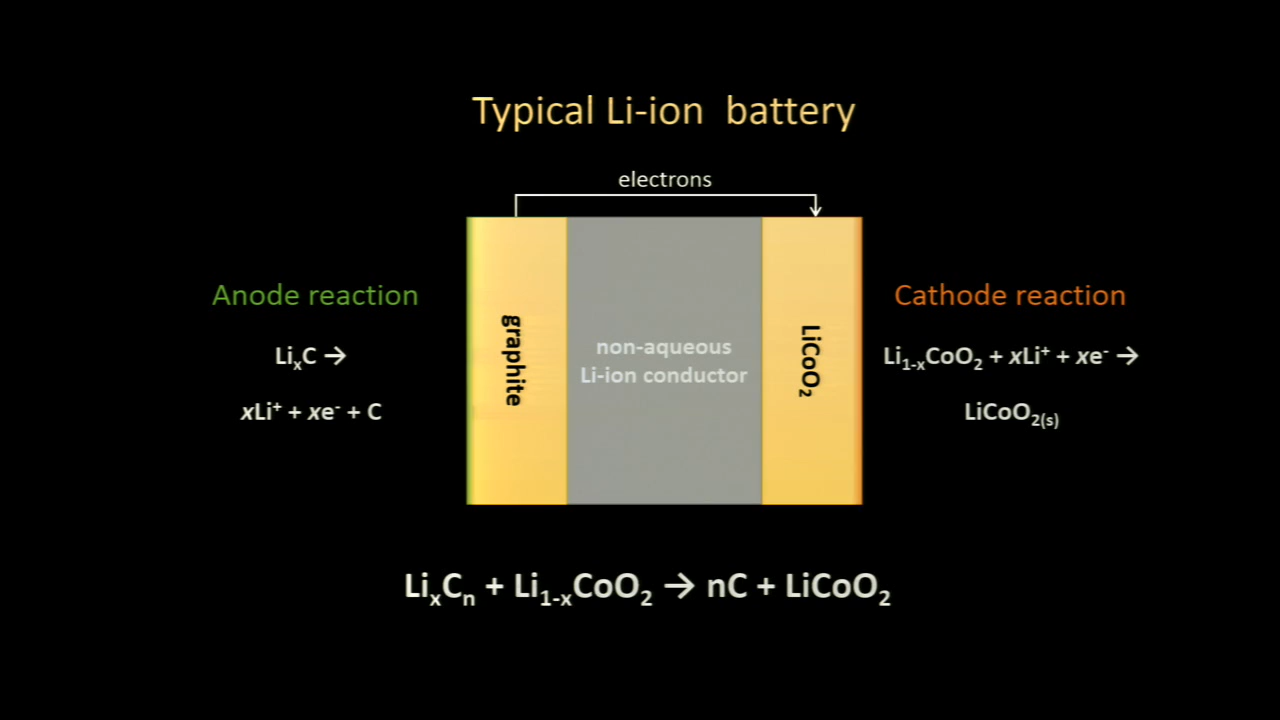 Typical Li-ion battery
electrons
Anode reaction
LiₓC →
xLi⁺ + xe⁻ + C
graphite
non-aqueous
Li-ion conductor
LiCoO₂
Cathode reaction
Li₁₋ₓCoO₂ + xLi⁺ + xe⁻ →
LiCoO₂₍ₛ₎
LiₓCₙ + Li₁₋ₓCoO₂ → nC + LiCoO₂